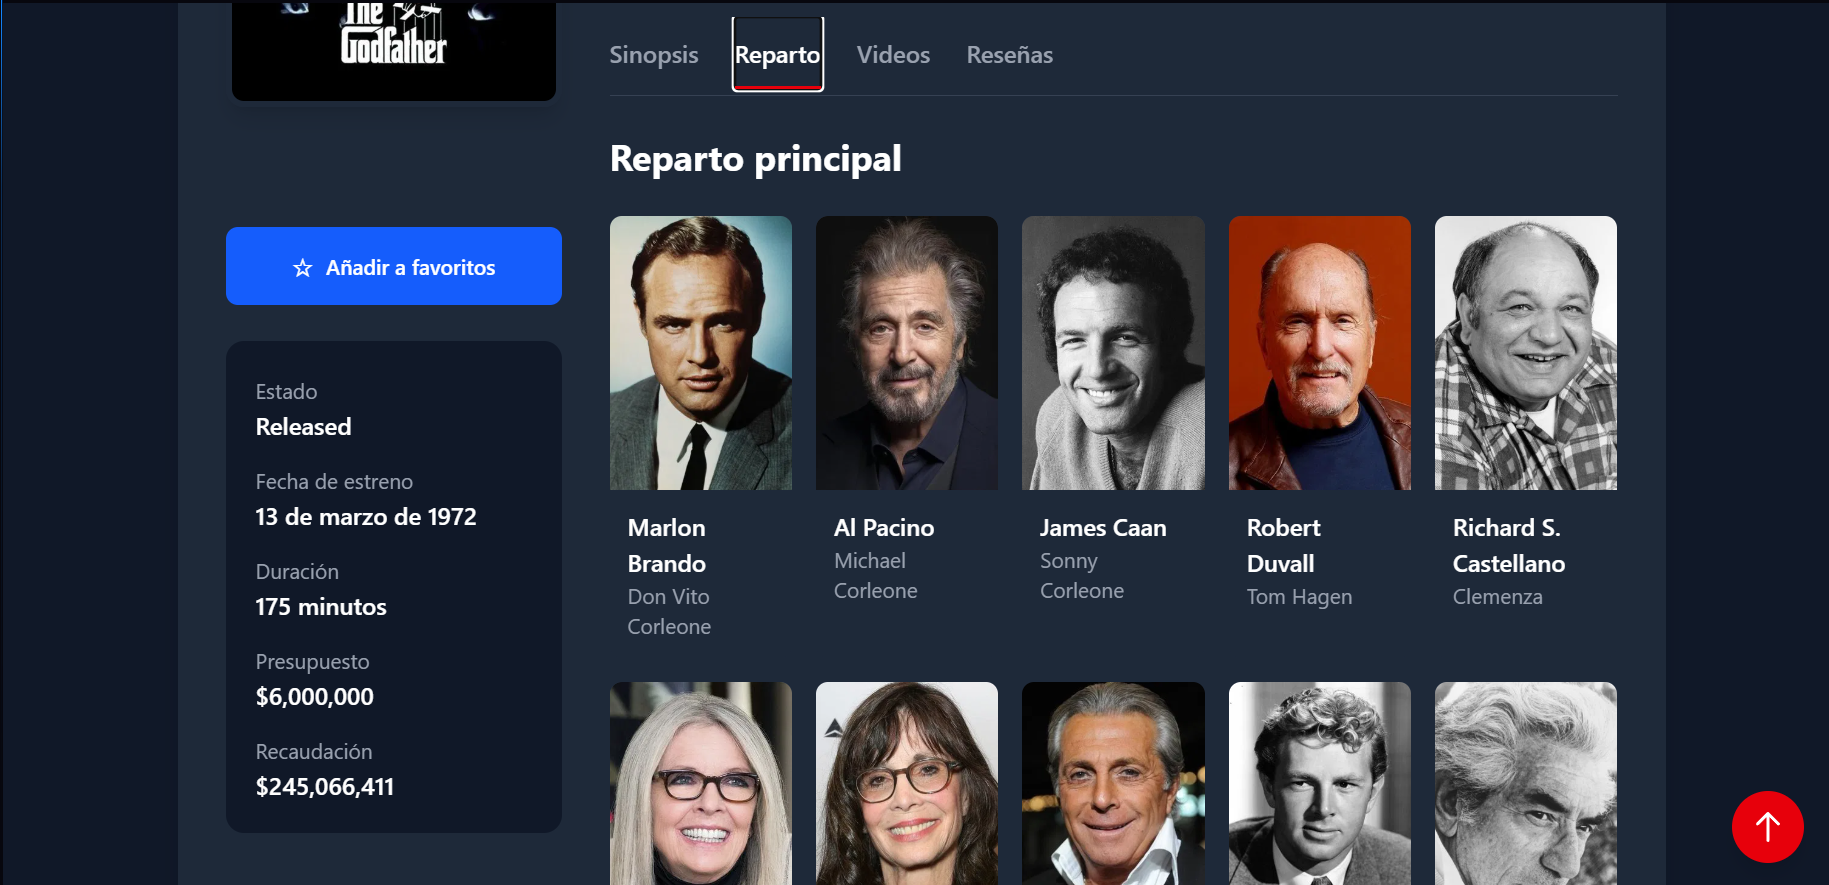 The
Godfather
Sinopsis Reparto Videos Reseñas
Reparto principal
☆ Añadir a favoritos
Estado
Released
Fecha de estreno
13 de marzo de 1972
Duración
175 minutos
Presupuesto
$6,000,000
Recaudación
$245,066,411
Marlon
Brando
Don Vito
Corleone
Al Pacino
Michael
Corleone
James Caan
Sonny
Corleone
Robert
Duvall
Tom Hagen
Richard S.
Castellano
Clemenza